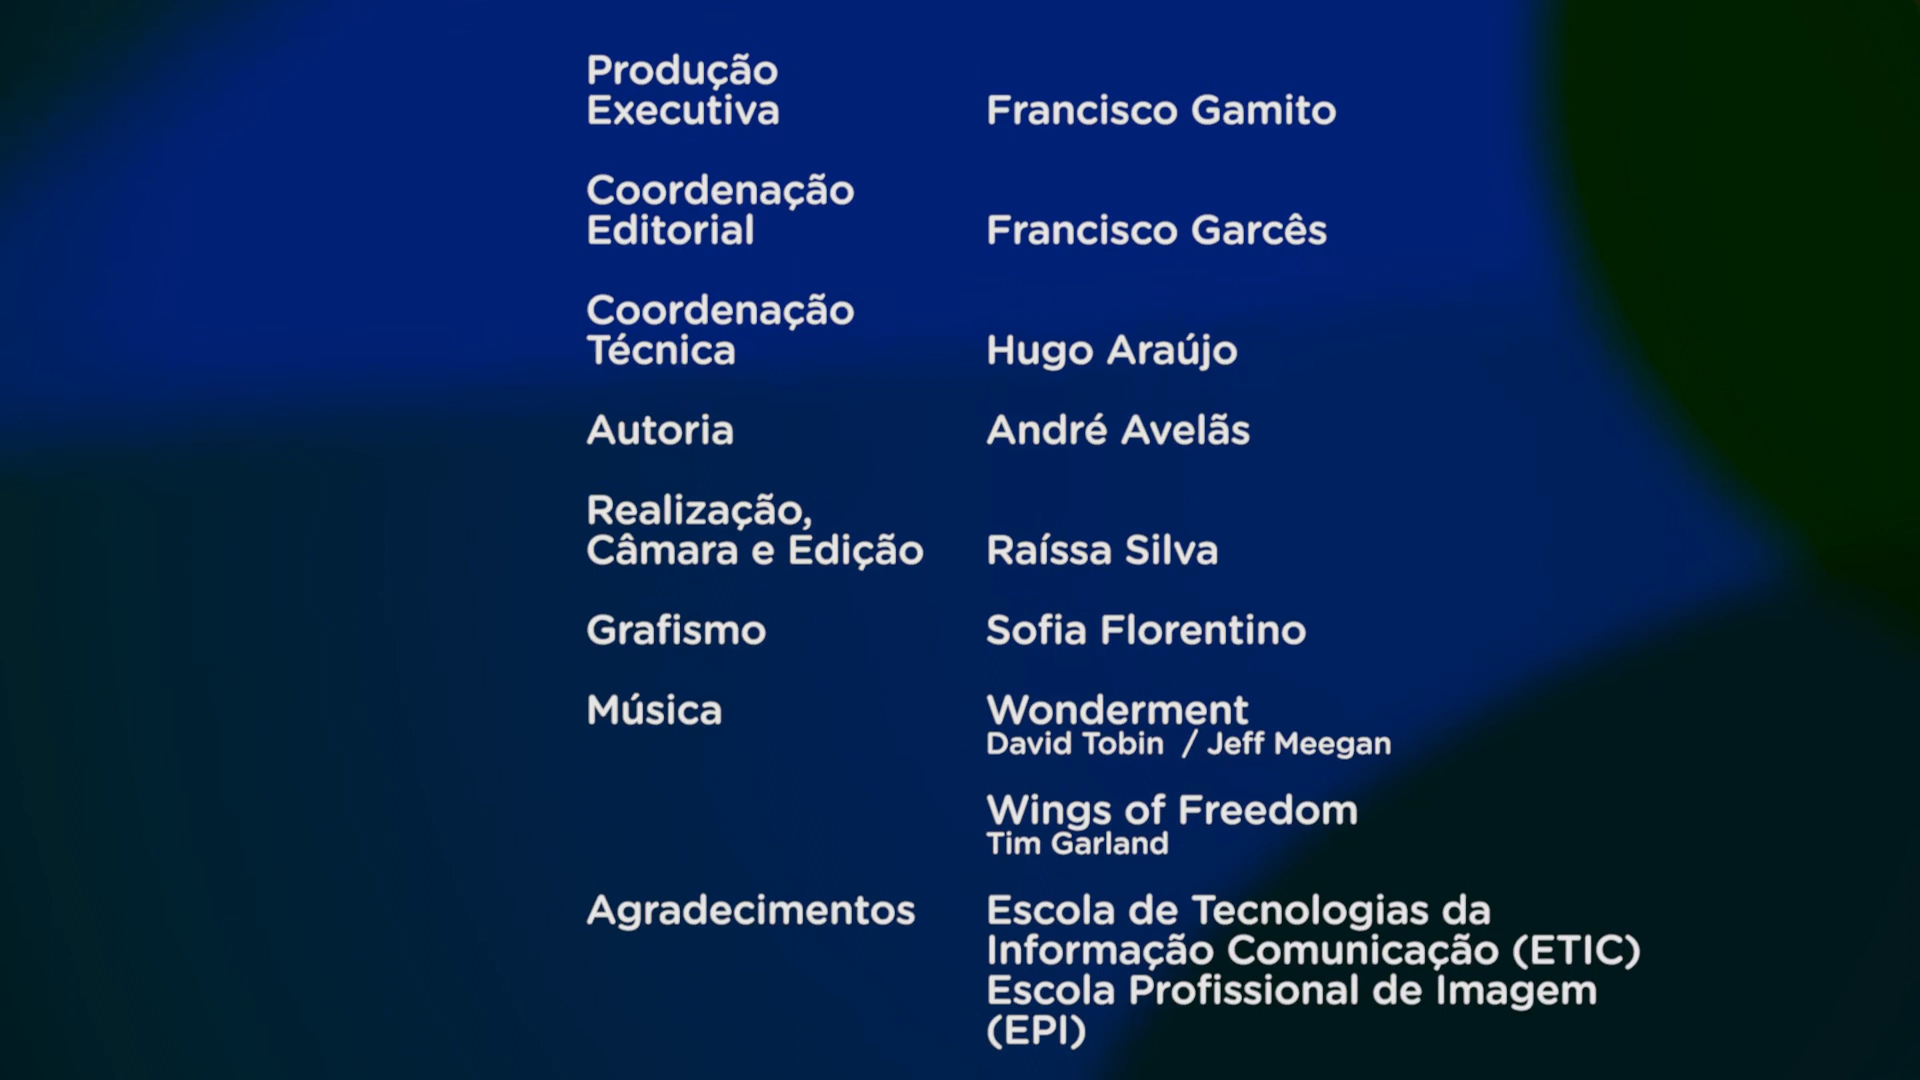 Produção
Executiva Francisco Gamito
Coordenação
Editorial Francisco Garcês
Coordenação
Técnica Hugo Araújo
Autoria André Avelãs
Realização,
Câmara e Edição Raíssa Silva
Grafismo Sofia Florentino
Música Wonderment
David Tobin / Jeff Meegan
Wings of Freedom
Tim Garland
Agradecimentos Escola de Tecnologias da
Informação Comunicação (ETIC)
Escola Profissional de Imagem
(EPI)